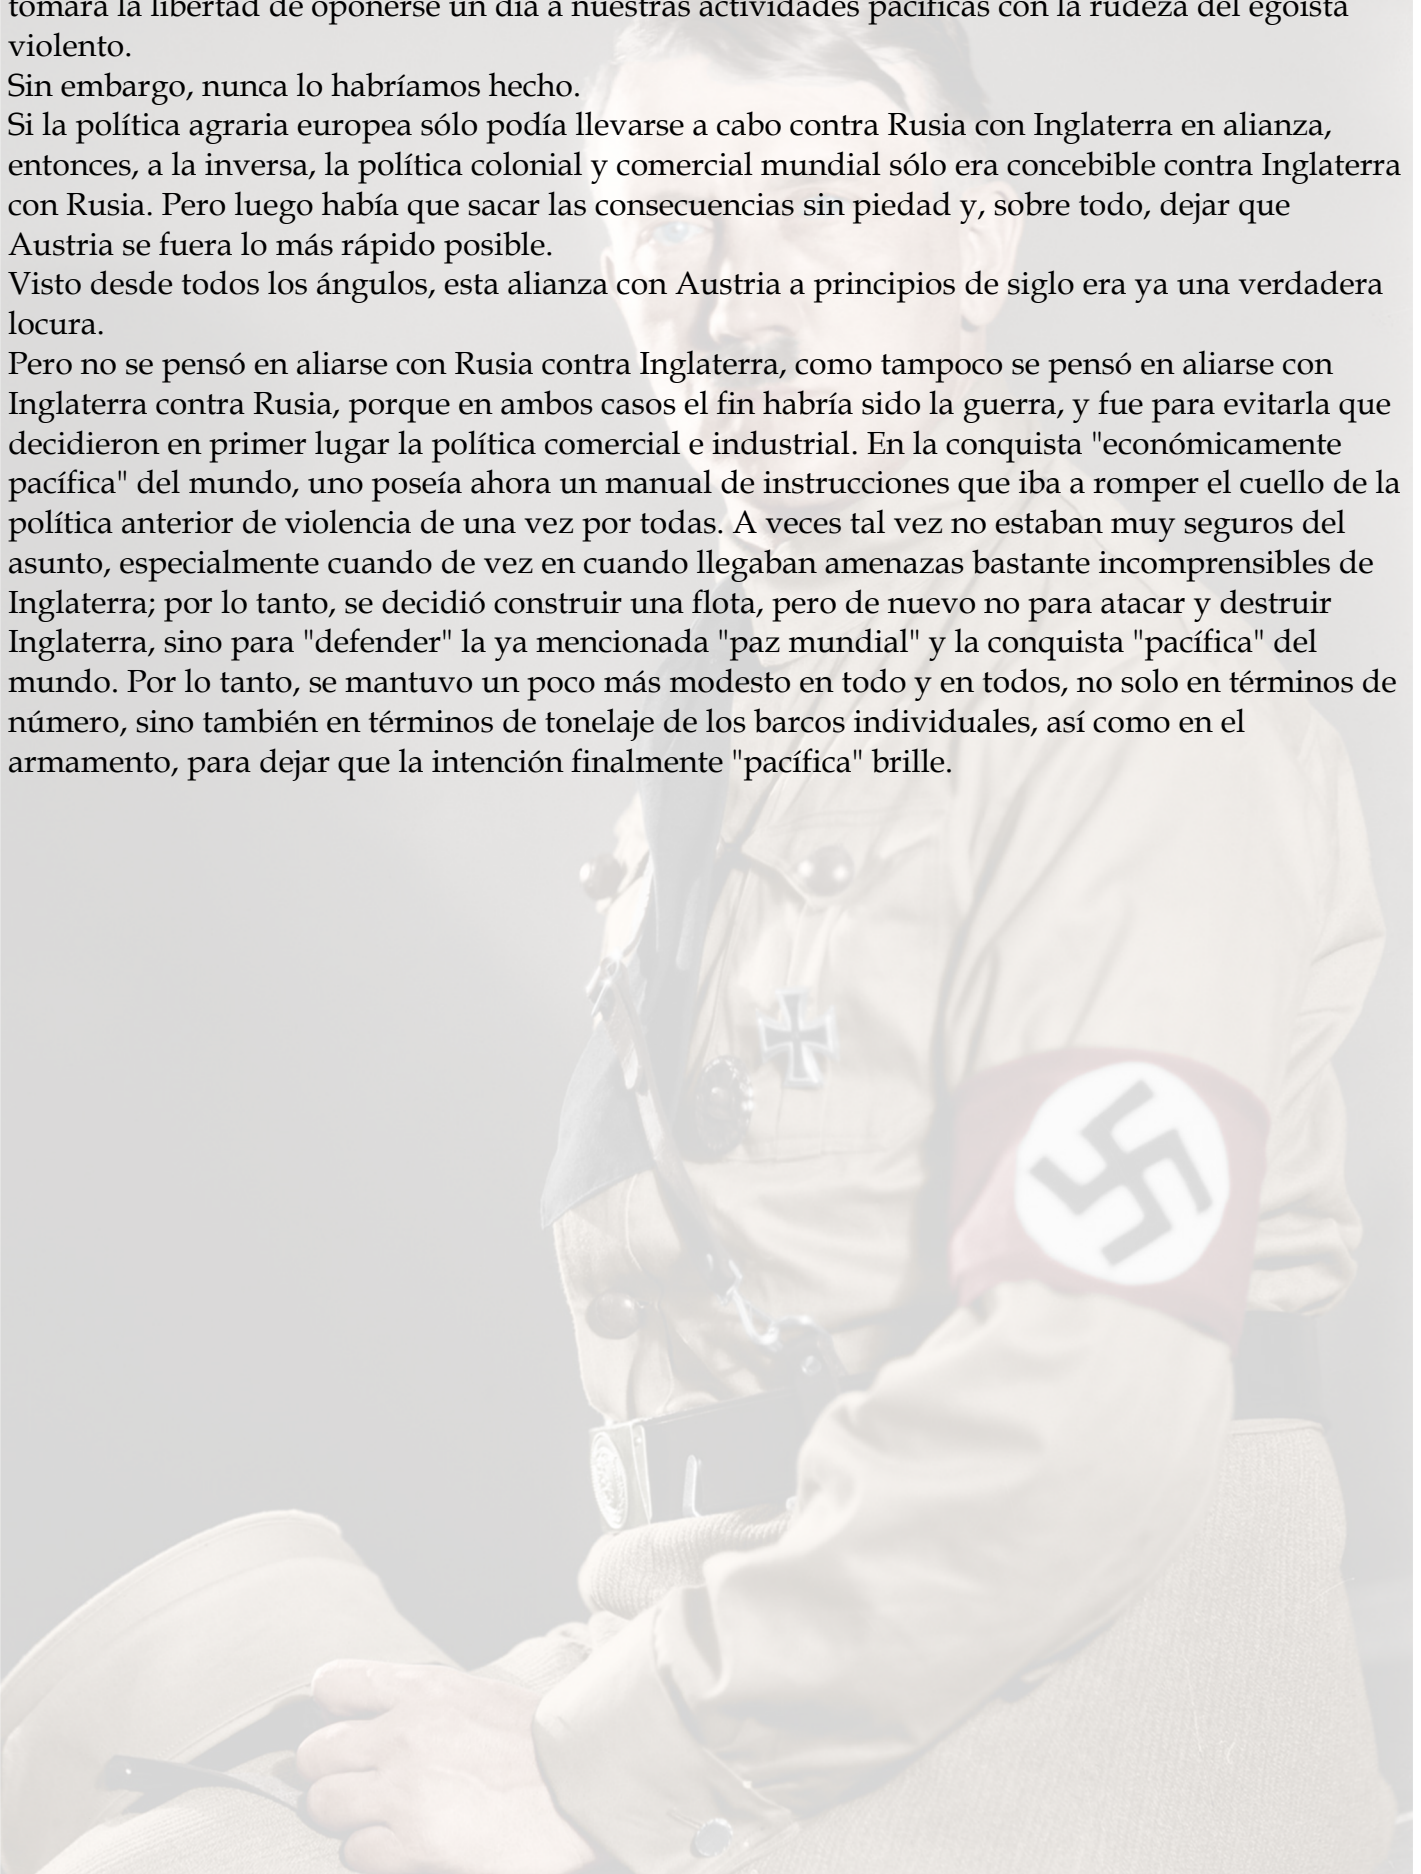 tomara la libertad de oponerse un día a nuestras actividades pacíficas con la rudeza del egoísta
violento.
Sin embargo, nunca lo habríamos hecho.
Si la política agraria europea sólo podía llevarse a cabo contra Rusia con Inglaterra en alianza,
entonces, a la inversa, la política colonial y comercial mundial sólo era concebible contra Inglaterra
con Rusia. Pero luego había que sacar las consecuencias sin piedad y, sobre todo, dejar que
Austria se fuera lo más rápido posible.
Visto desde todos los ángulos, esta alianza con Austria a principios de siglo era ya una verdadera
locura.
Pero no se pensó en aliarse con Rusia contra Inglaterra, como tampoco se pensó en aliarse con
Inglaterra contra Rusia, porque en ambos casos el fin habría sido la guerra, y fue para evitarla que
decidieron en primer lugar la política comercial e industrial. En la conquista "económicamente
pacífica" del mundo, uno poseía ahora un manual de instrucciones que iba a romper el cuello de la
política anterior de violencia de una vez por todas. A veces tal vez no estaban muy seguros del
asunto, especialmente cuando de vez en cuando llegaban amenazas bastante incomprensibles de
Inglaterra; por lo tanto, se decidió construir una flota, pero de nuevo no para atacar y destruir
Inglaterra, sino para "defender" la ya mencionada "paz mundial" y la conquista "pacífica" del
mundo. Por lo tanto, se mantuvo un poco más modesto en todo y en todos, no solo en términos de
número, sino también en términos de tonelaje de los barcos individuales, así como en el
armamento, para dejar que la intención finalmente "pacífica" brille.